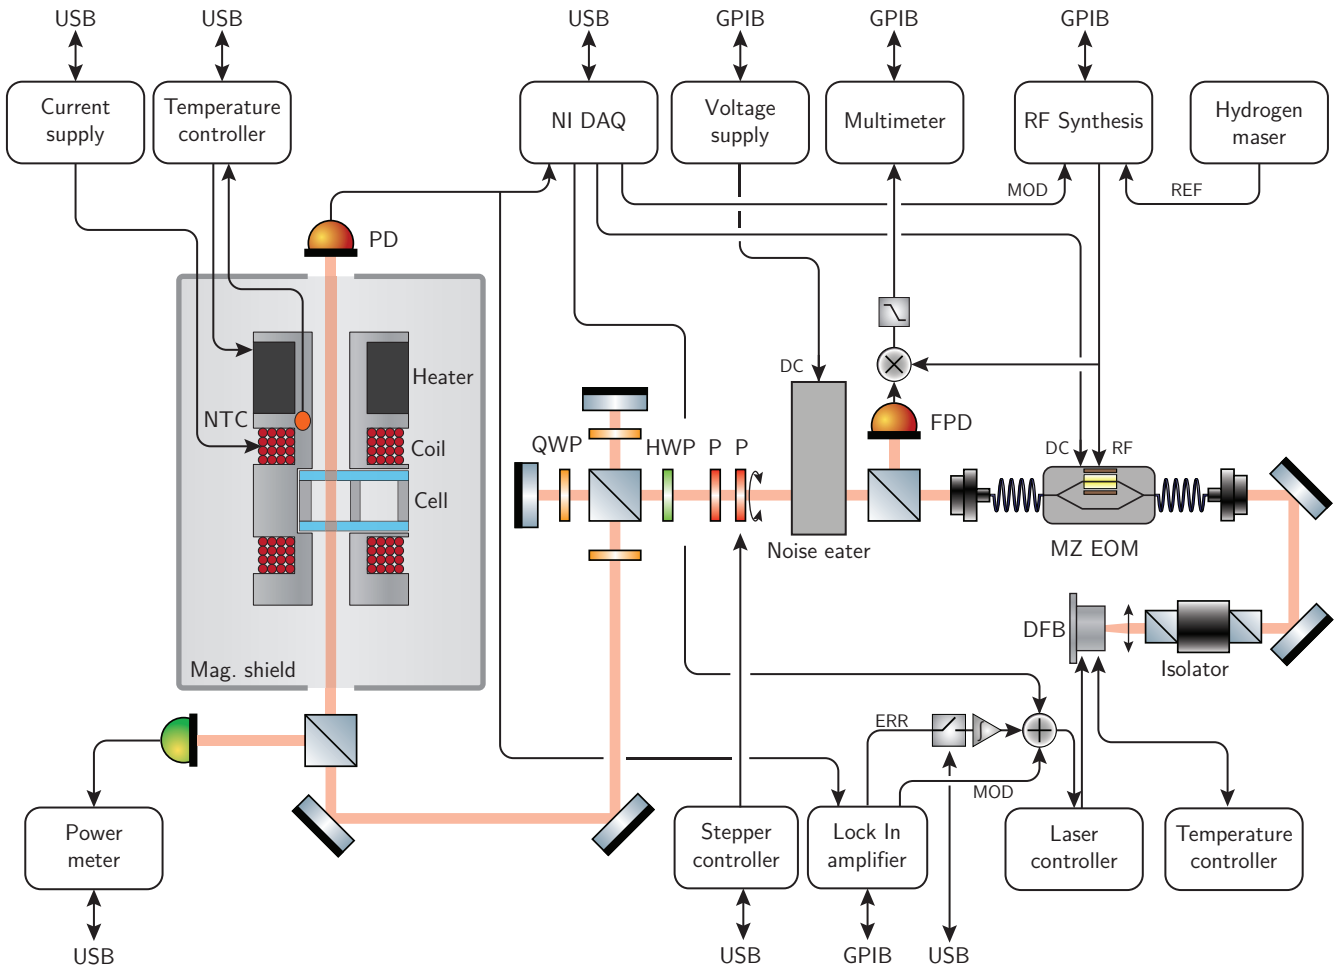 USB
USB
USB
GPIB
GPIB
GPIB
Current
supply
Temperature
controller
NI DAQ
Voltage
supply
Multimeter
RF Synthesis
Hydrogen
maser
MOD
REF
PD
DC
Heater
NTC
FPD
Coil
QWP
HWP
P
P
DC
RF
Cell
Noise eater
MZ EOM
DFB
Isolator
Mag. shield
ERR
MOD
Power
meter
Stepper
controller
Lock In
amplifier
Laser
controller
Temperature
controller
USB
USB
GPIB
USB